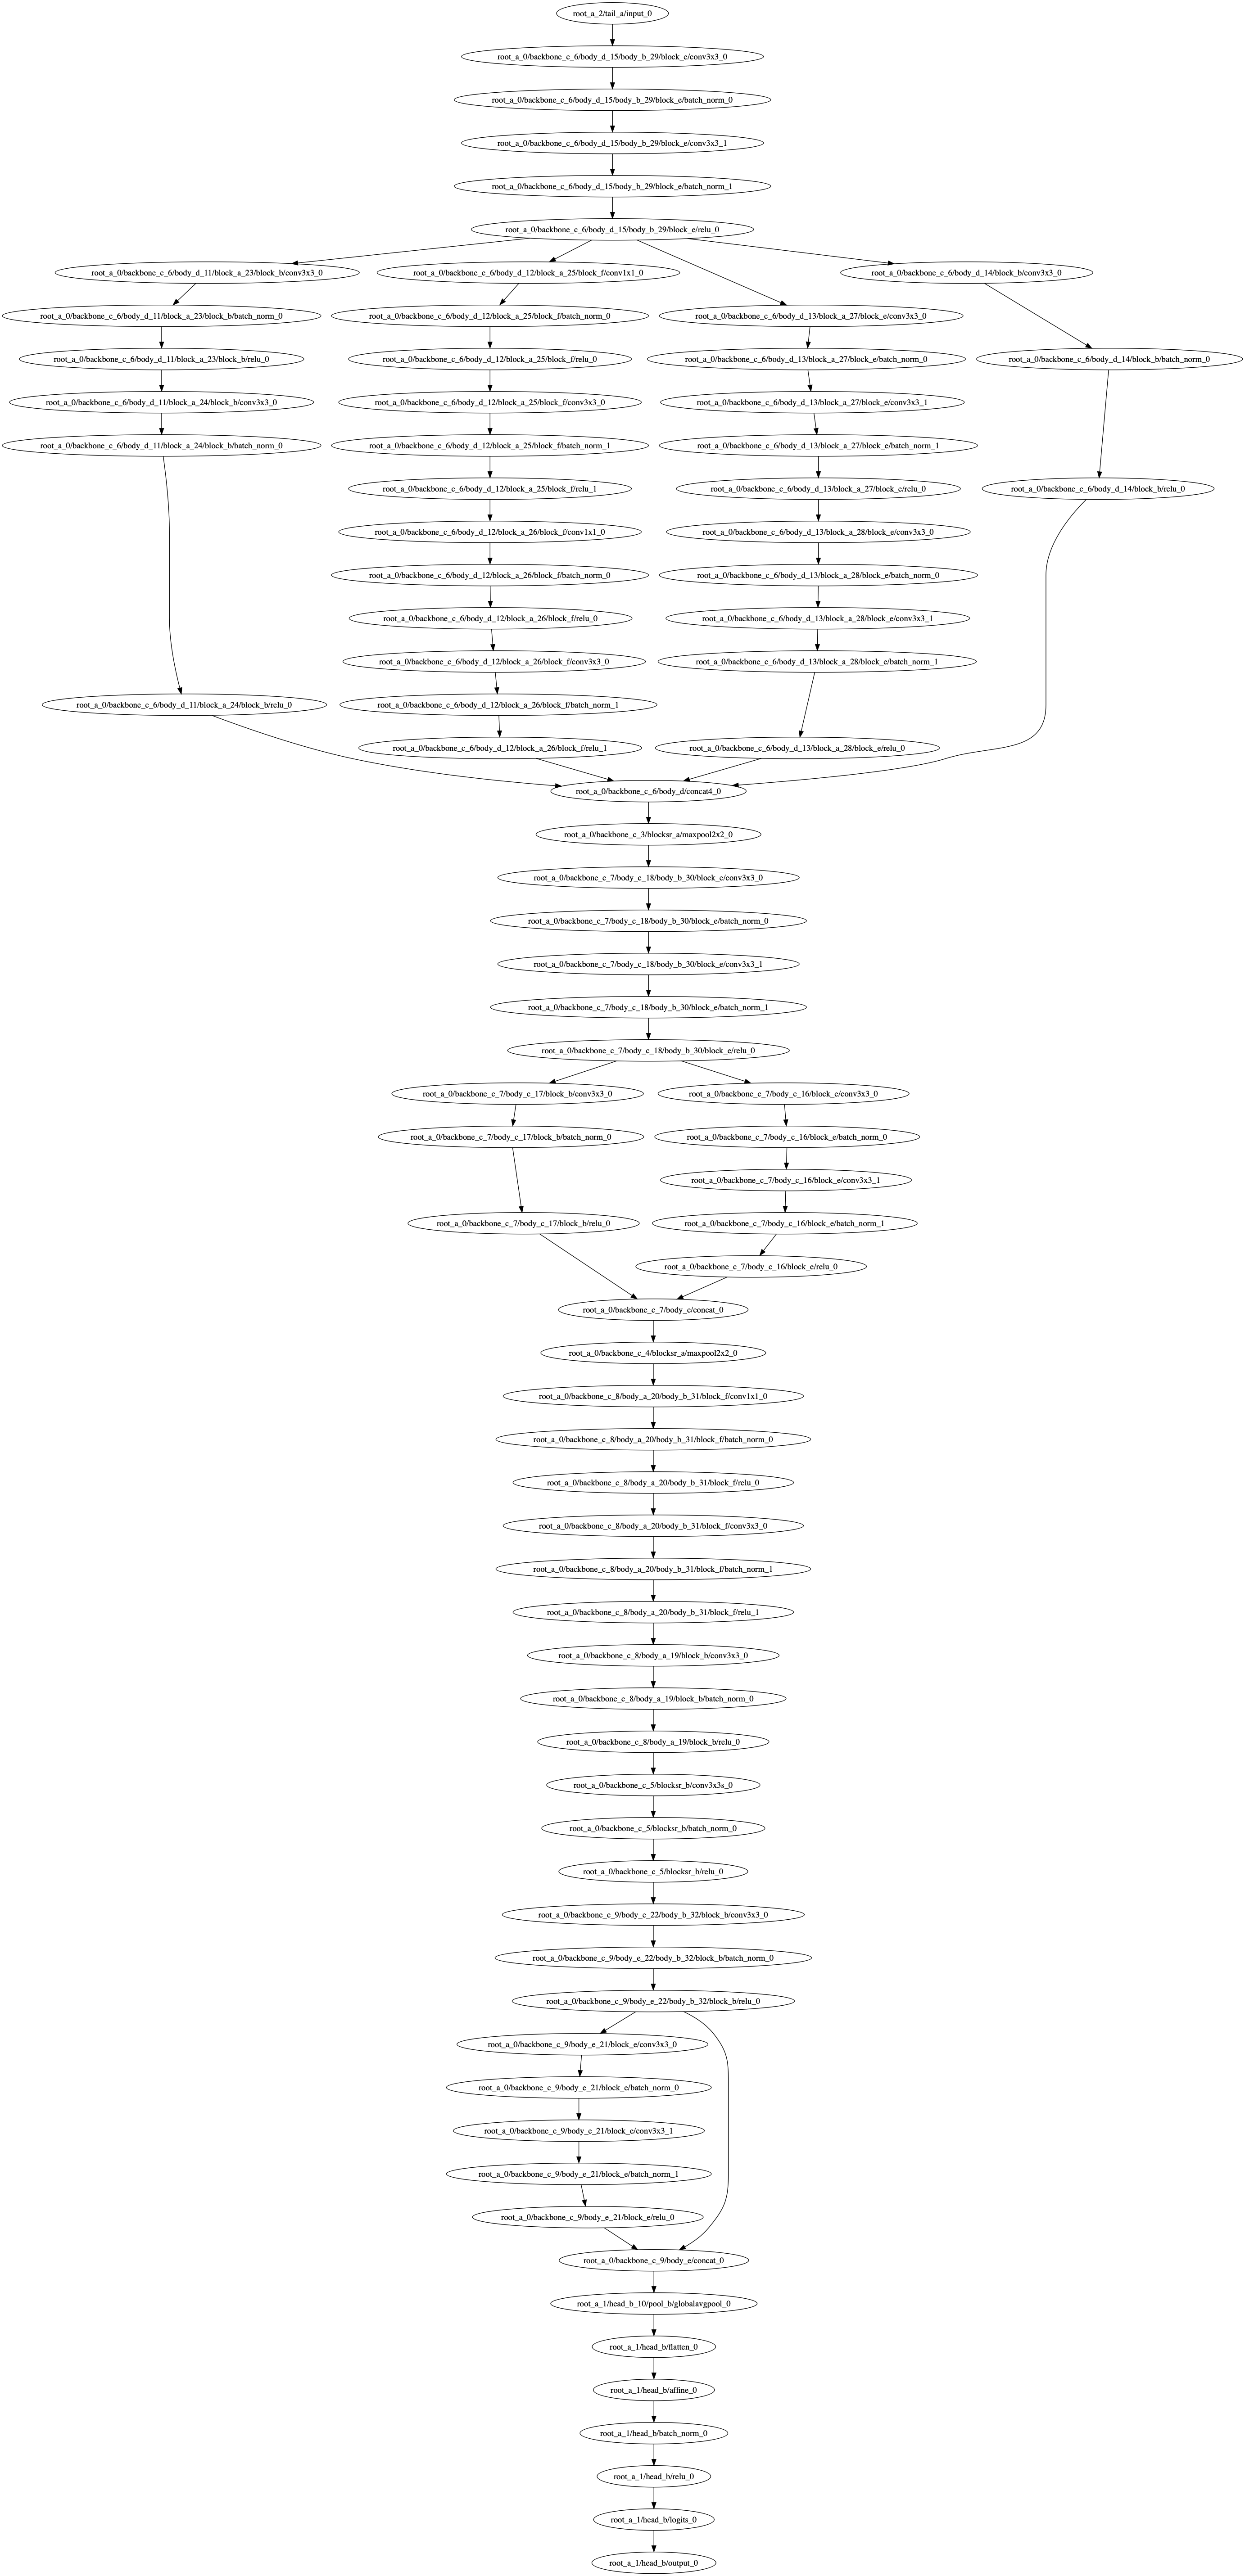 root_a_2/tail_a/input_0
root_a_0/backbone_c_6/body_d_15/body_b_29/block_e/conv3x3_0
root_a_0/backbone_c_6/body_d_15/body_b_29/block_e/batch_norm_0
root_a_0/backbone_c_6/body_d_15/body_b_29/block_e/conv3x3_1
root_a_0/backbone_c_6/body_d_15/body_b_29/block_e/batch_norm_1
root_a_0/backbone_c_6/body_d_15/body_b_29/block_e/relu_0
root_a_0/backbone_c_6/body_d_11/block_a_23/block_b/conv3x3_0
root_a_0/backbone_c_6/body_d_12/block_a_25/block_f/conv1x1_0
root_a_0/backbone_c_6/body_d_14/block_b/conv3x3_0
root_a_0/backbone_c_6/body_d_11/block_a_23/block_b/batch_norm_0
root_a_0/backbone_c_6/body_d_12/block_a_25/block_f/batch_norm_0
root_a_0/backbone_c_6/body_d_13/block_a_27/block_e/conv3x3_0
root_a_0/backbone_c_6/body_d_11/block_a_23/block_b/relu_0
root_a_0/backbone_c_6/body_d_12/block_a_25/block_f/relu_0
root_a_0/backbone_c_6/body_d_13/block_a_27/block_e/batch_norm_0
root_a_0/backbone_c_6/body_d_14/block_b/batch_norm_0
root_a_0/backbone_c_6/body_d_11/block_a_24/block_b/conv3x3_0
root_a_0/backbone_c_6/body_d_12/block_a_25/block_f/conv3x3_0
root_a_0/backbone_c_6/body_d_13/block_a_27/block_e/conv3x3_1
root_a_0/backbone_c_6/body_d_11/block_a_24/block_b/batch_norm_0
root_a_0/backbone_c_6/body_d_12/block_a_25/block_f/batch_norm_1
root_a_0/backbone_c_6/body_d_13/block_a_27/block_e/batch_norm_1
root_a_0/backbone_c_6/body_d_12/block_a_25/block_f/relu_1
root_a_0/backbone_c_6/body_d_13/block_a_27/block_e/relu_0
root_a_0/backbone_c_6/body_d_14/block_b/relu_0
root_a_0/backbone_c_6/body_d_12/block_a_26/block_f/conv1x1_0
root_a_0/backbone_c_6/body_d_13/block_a_28/block_e/conv3x3_0
root_a_0/backbone_c_6/body_d_12/block_a_26/block_f/batch_norm_0
root_a_0/backbone_c_6/body_d_13/block_a_28/block_e/batch_norm_0
root_a_0/backbone_c_6/body_d_12/block_a_26/block_f/relu_0
root_a_0/backbone_c_6/body_d_13/block_a_28/block_e/conv3x3_1
root_a_0/backbone_c_6/body_d_12/block_a_26/block_f/conv3x3_0
root_a_0/backbone_c_6/body_d_13/block_a_28/block_e/batch_norm_1
root_a_0/backbone_c_6/body_d_11/block_a_24/block_b/relu_0
root_a_0/backbone_c_6/body_d_12/block_a_26/block_f/batch_norm_1
root_a_0/backbone_c_6/body_d_12/block_a_26/block_f/relu_1
root_a_0/backbone_c_6/body_d_13/block_a_28/block_e/relu_0
root_a_0/backbone_c_6/body_d/concat4_0
root_a_0/backbone_c_3/blocksr_a/maxpool2x2_0
root_a_0/backbone_c_7/body_c_18/body_b_30/block_e/conv3x3_0
root_a_0/backbone_c_7/body_c_18/body_b_30/block_e/batch_norm_0
root_a_0/backbone_c_7/body_c_18/body_b_30/block_e/conv3x3_1
root_a_0/backbone_c_7/body_c_18/body_b_30/block_e/batch_norm_1
root_a_0/backbone_c_7/body_c_18/body_b_30/block_e/relu_0
root_a_0/backbone_c_7/body_c_17/block_b/conv3x3_0
root_a_0/backbone_c_7/body_c_16/block_e/conv3x3_0
root_a_0/backbone_c_7/body_c_17/block_b/batch_norm_0
root_a_0/backbone_c_7/body_c_16/block_e/batch_norm_0
root_a_0/backbone_c_7/body_c_16/block_e/conv3x3_1
root_a_0/backbone_c_7/body_c_17/block_b/relu_0
root_a_0/backbone_c_7/body_c_16/block_e/batch_norm_1
root_a_0/backbone_c_7/body_c_16/block_e/relu_0
root_a_0/backbone_c_7/body_c/concat_0
root_a_0/backbone_c_4/blocksr_a/maxpool2x2_0
root_a_0/backbone_c_8/body_a_20/body_b_31/block_f/conv1x1_0
root_a_0/backbone_c_8/body_a_20/body_b_31/block_f/batch_norm_0
root_a_0/backbone_c_8/body_a_20/body_b_31/block_f/relu_0
root_a_0/backbone_c_8/body_a_20/body_b_31/block_f/conv3x3_0
root_a_0/backbone_c_8/body_a_20/body_b_31/block_f/batch_norm_1
root_a_0/backbone_c_8/body_a_20/body_b_31/block_f/relu_1
root_a_0/backbone_c_8/body_a_19/block_b/conv3x3_0
root_a_0/backbone_c_8/body_a_19/block_b/batch_norm_0
root_a_0/backbone_c_8/body_a_19/block_b/relu_0
root_a_0/backbone_c_5/blocksr_b/conv3x3s_0
root_a_0/backbone_c_5/blocksr_b/batch_norm_0
root_a_0/backbone_c_5/blocksr_b/relu_0
root_a_0/backbone_c_9/body_e_22/body_b_32/block_b/conv3x3_0
root_a_0/backbone_c_9/body_e_22/body_b_32/block_b/batch_norm_0
root_a_0/backbone_c_9/body_e_22/body_b_32/block_b/relu_0
root_a_0/backbone_c_9/body_e_21/block_e/conv3x3_0
root_a_0/backbone_c_9/body_e_21/block_e/batch_norm_0
root_a_0/backbone_c_9/body_e_21/block_e/conv3x3_1
root_a_0/backbone_c_9/body_e_21/block_e/batch_norm_1
root_a_0/backbone_c_9/body_e_21/block_e/relu_0
root_a_0/backbone_c_9/body_e/concat_0
root_a_1/head_b_10/pool_b/globalavgpool_0
root_a_1/head_b/flatten_0
root_a_1/head_b/affine_0
root_a_1/head_b/batch_norm_0
root_a_1/head_b/relu_0
root_a_1/head_b/logits_0
root_a_1/head_b/output_0